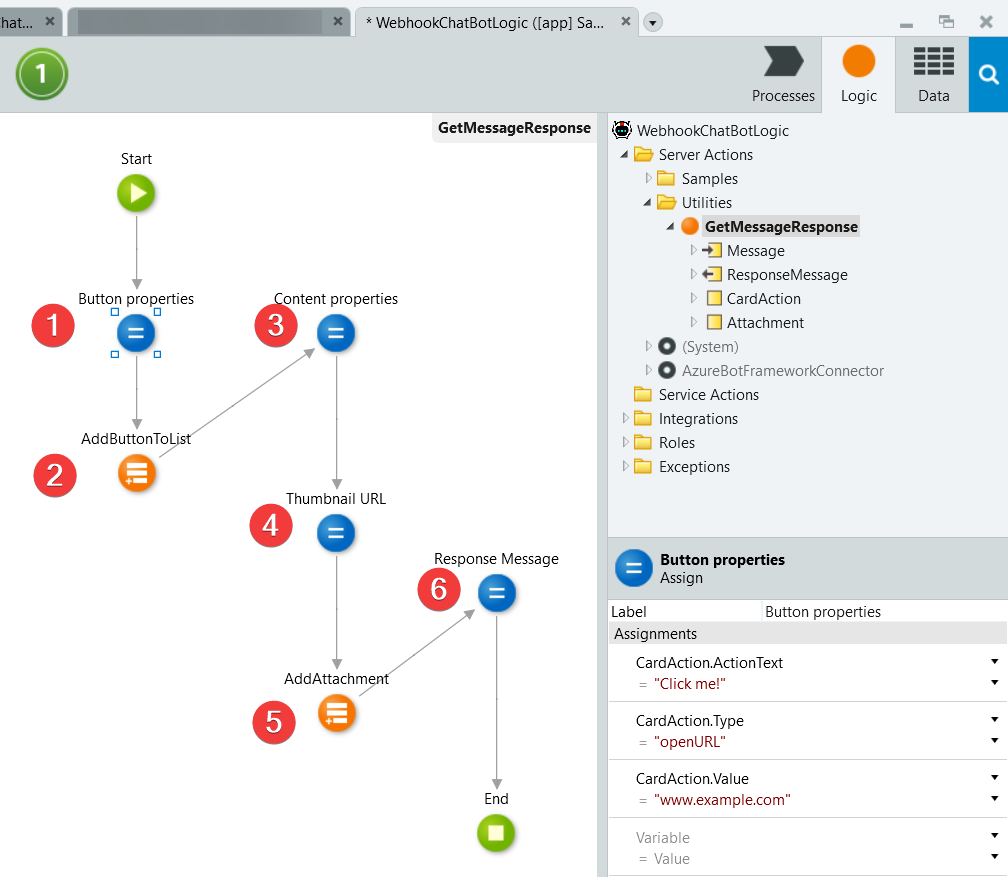 hat...
* WebhookChatBotLogic ([app] Sa...
1
Processes
Logic
Data
GetMessageResponse
Start
Button properties
1
AddButtonToList
2
Content properties
3
Thumbnail URL
4
AddAttachment
5
Response Message
6
End
WebhookChatBotLogic
Server Actions
Samples
Utilities
GetMessageResponse
Message
ResponseMessage
CardAction
Attachment
(System)
AzureBotFrameworkConnector
Service Actions
Integrations
Roles
Exceptions
Button properties
Assign
Label Button properties
Assignments
CardAction.ActionText
= "Click me!"
CardAction.Type
= "openURL"
CardAction.Value
= "www.example.com"
Variable
= Value